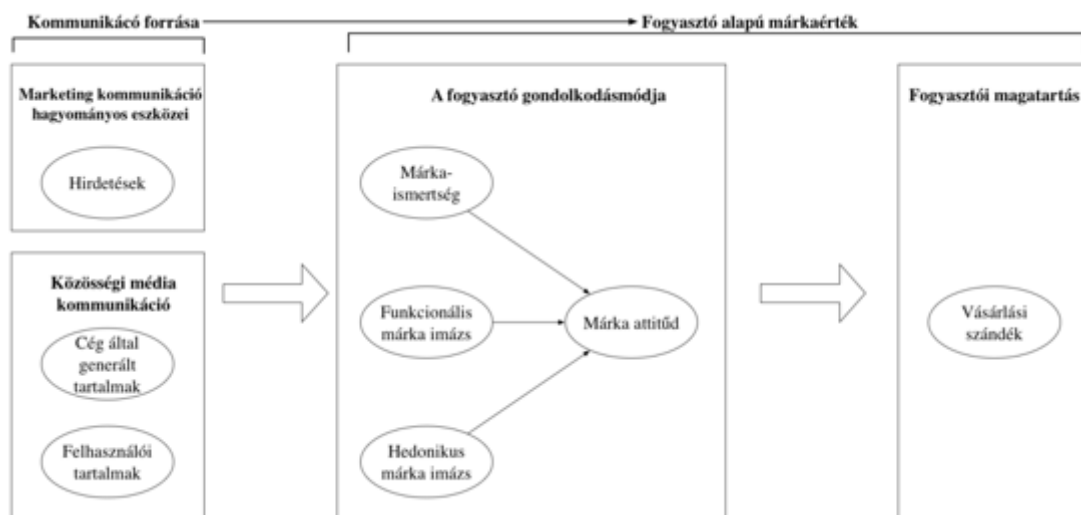 Kommunikácó forrása
Fogyasztó alapú márkaérték
Marketing kommunikáció
hagyományos eszközei
Hirdetések
Közösségi média
kommunikáció
Cég által
generált
tartalmak
Felhasználói
tartalmak
A fogyasztó gondolkodásmódja
Márka-
ismertség
Funkcionális
márka imázs
Hedonikus
márka imázs
Márka attitűd
Fogyasztói magatartás
Vásárlási
szándék